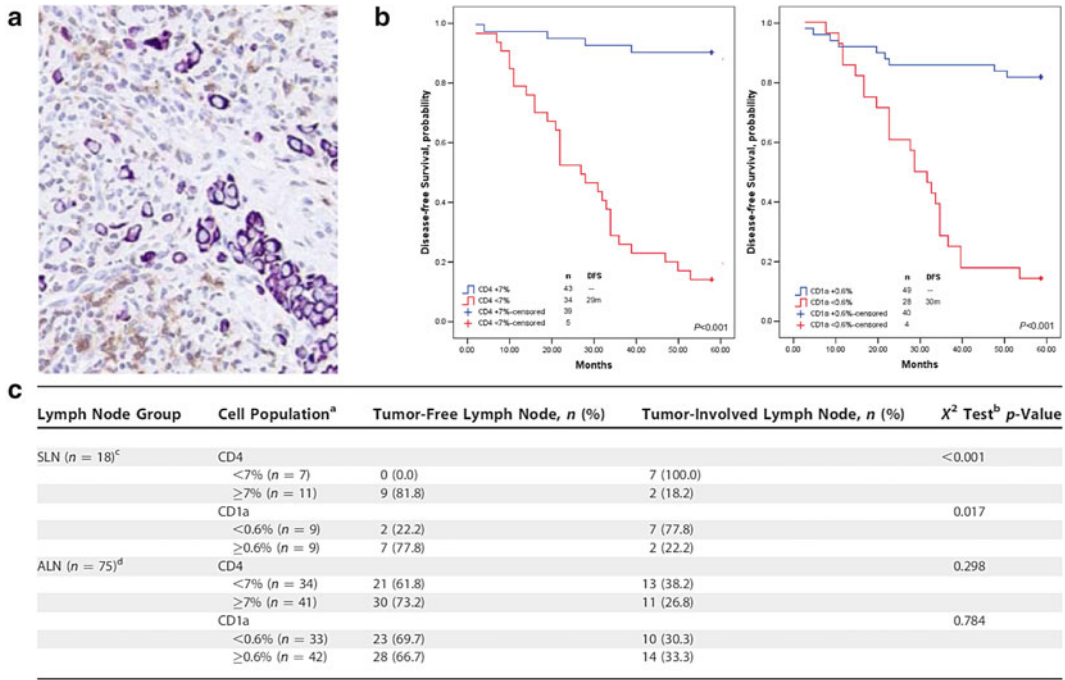 a
b
1.0
0.8
0.6
0.4
0.2
0.0
Disease-free Survival, probability
n DFS
CD4 +7% 43 —
CD4 <7% 34 29m
CD4 +7%-censored 39
CD4 <7%-censored 5
P<0.001
0.00 10.00 20.00 30.00 40.00 50.00 60.00
Months
1.0
0.8
0.6
0.4
0.2
0.0
Disease-free Survival, probability
n DFS
CD1a +0.6% 49 —
CD1a <0.6% 28 30m
CD1a +0.6%-censored 40
CD1a <0.6%-censored 4
P<0.001
0.00 10.00 20.00 30.00 40.00 50.00 60.00
Months
c
Lymph Node Group Cell Population^a Tumor-Free Lymph Node, n (%) Tumor-Involved Lymph Node, n (%) X² Test^b p-Value
SLN (n = 18)^c CD4 <0.001
<7% (n = 7) 0 (0.0) 7 (100.0)
≥7% (n = 11) 9 (81.8) 2 (18.2)
CD1a 0.017
<0.6% (n = 9) 2 (22.2) 7 (77.8)
≥0.6% (n = 9) 7 (77.8) 2 (22.2)
ALN (n = 75)^d CD4 0.298
<7% (n = 34) 21 (61.8) 13 (38.2)
≥7% (n = 41) 30 (73.2) 11 (26.8)
CD1a 0.784
<0.6% (n = 33) 23 (69.7) 10 (30.3)
≥0.6% (n = 42) 28 (66.7) 14 (33.3)